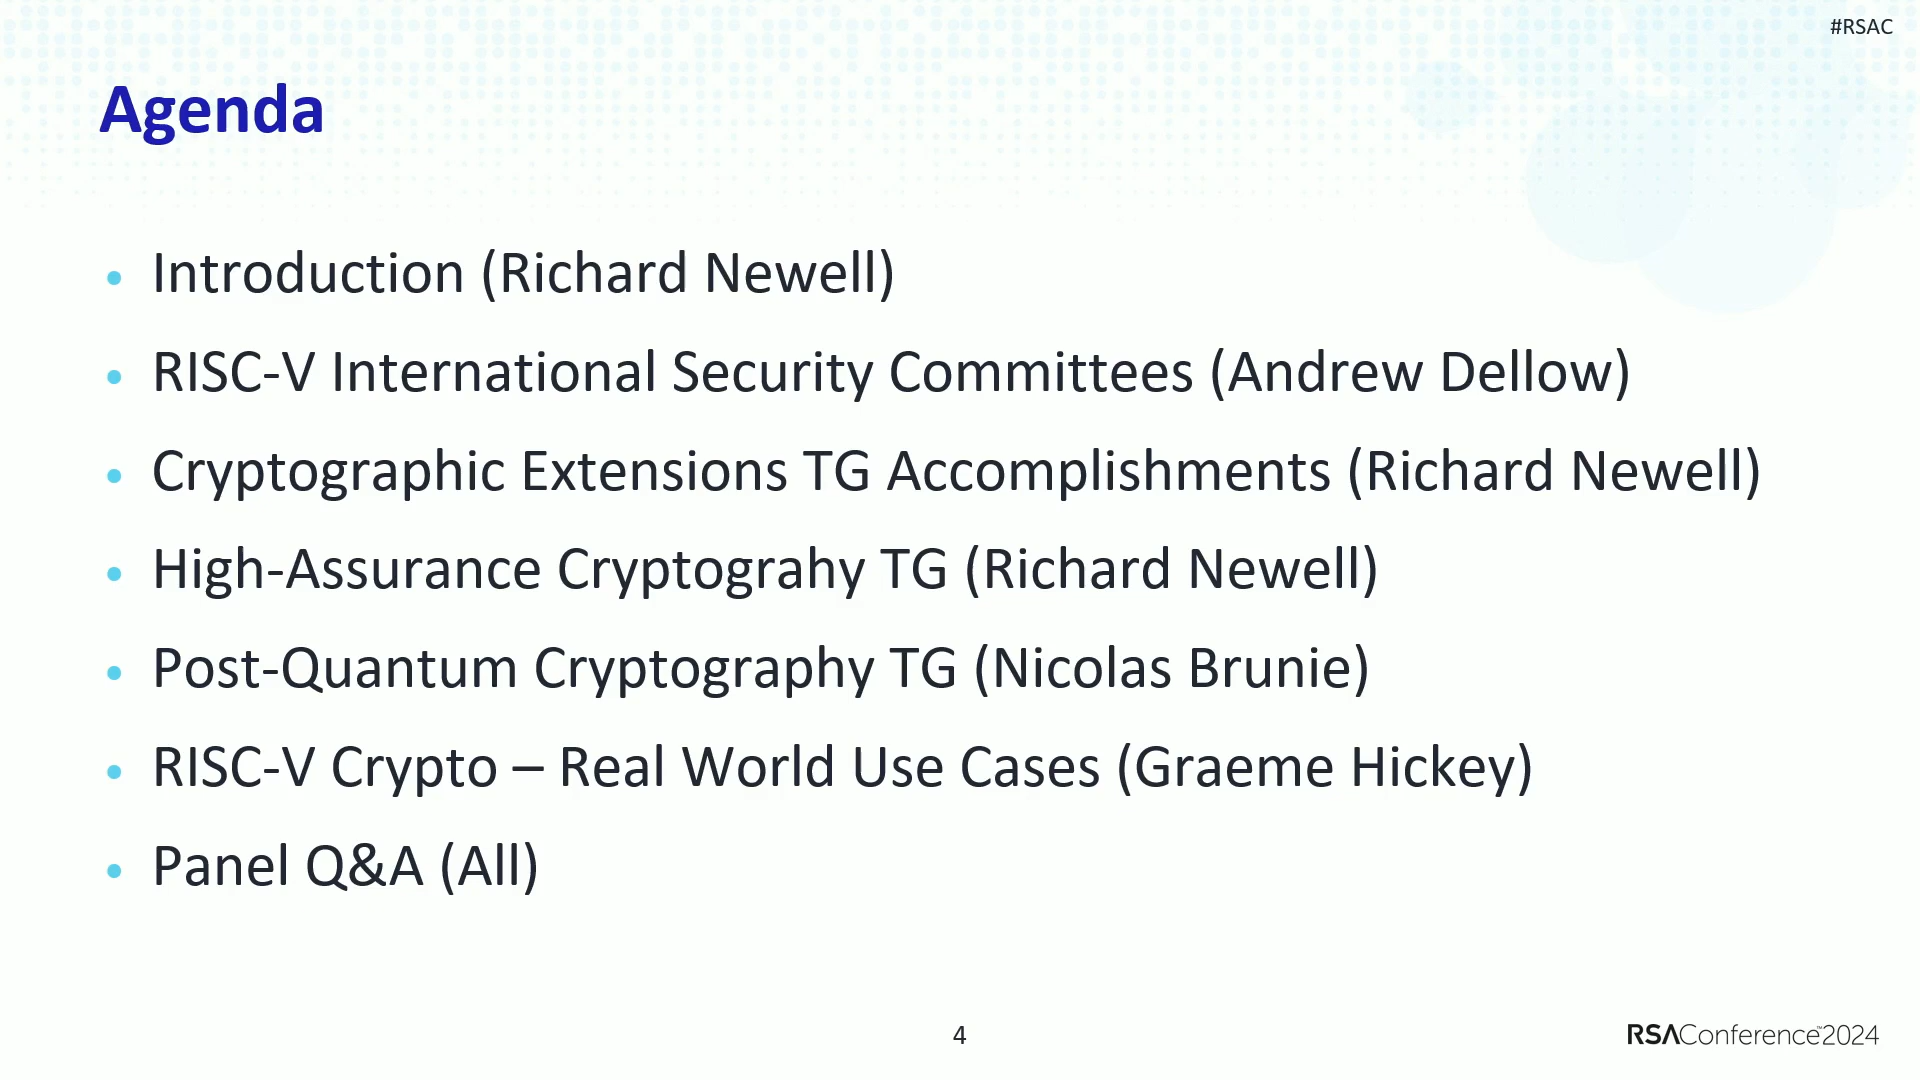 #RSAC
Agenda
• Introduction (Richard Newell)
• RISC-V International Security Committees (Andrew Dellow)
• Cryptographic Extensions TG Accomplishments (Richard Newell)
• High-Assurance Cryptograhy TG (Richard Newell)
• Post-Quantum Cryptography TG (Nicolas Brunie)
• RISC-V Crypto – Real World Use Cases (Graeme Hickey)
• Panel Q&A (All)
4
RSAConference™2024